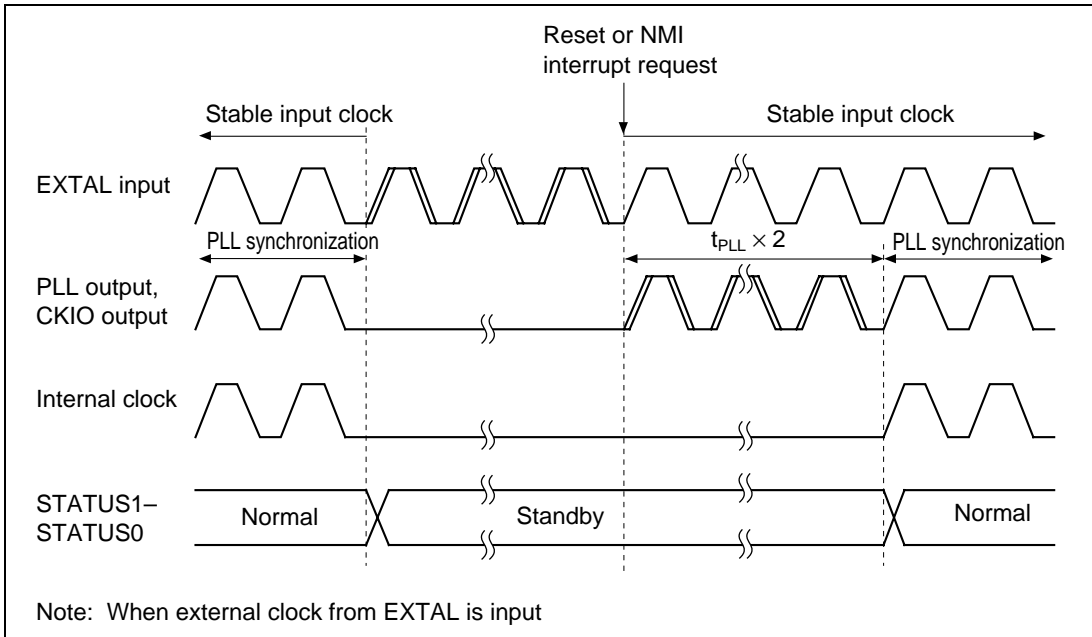 Reset or NMI
interrupt request
Stable input clock
Stable input clock
EXTAL input
PLL synchronization
tPLL × 2
PLL synchronization
PLL output,
CKIO output
Internal clock
STATUS1–
STATUS0
Normal
Standby
Normal
Note: When external clock from EXTAL is input